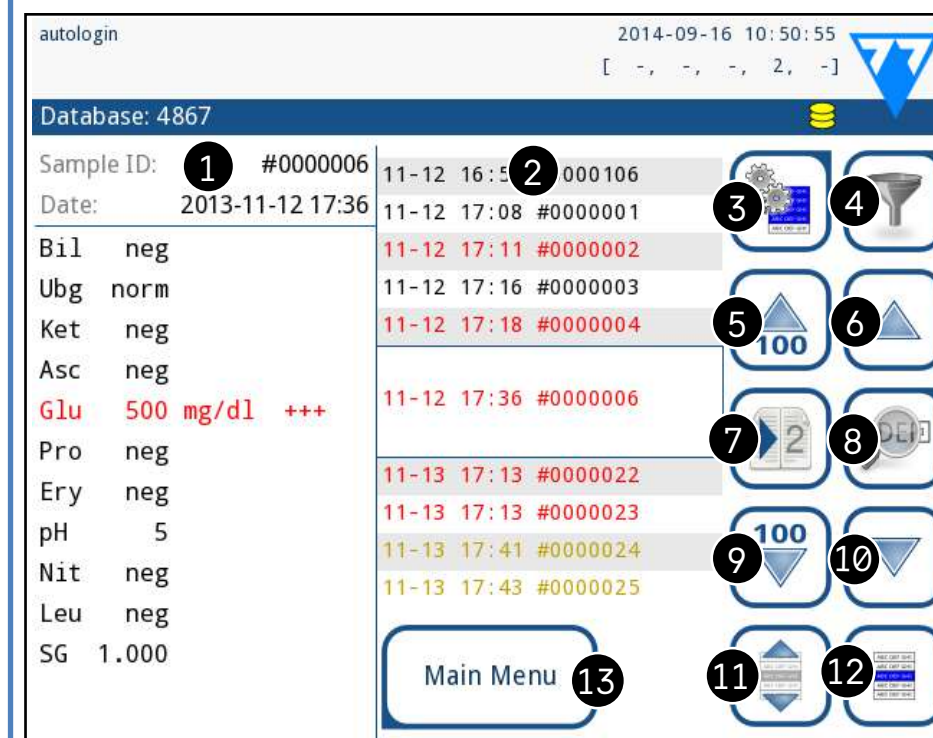 autologin
2014-09-16 10:50:55
[ -, -, -, 2, -]
Database: 4867
Sample ID: 1 #0000006
Date: 2013-11-12 17:36
Bil neg
Ubg norm
Ket neg
Asc neg
Glu 500 mg/dl +++
Pro neg
Ery neg
pH 5
Nit neg
Leu neg
SG 1.000
11-12 16:5 2 000106
11-12 17:08 #0000001
11-12 17:11 #0000002
11-12 17:16 #0000003
11-12 17:18 #0000004
11-12 17:36 #0000006
11-13 17:13 #0000022
11-13 17:13 #0000023
11-13 17:41 #0000024
11-13 17:43 #0000025
Main Menu 13
3
4
5 100
6
7 2
8
9 100
10
11
12